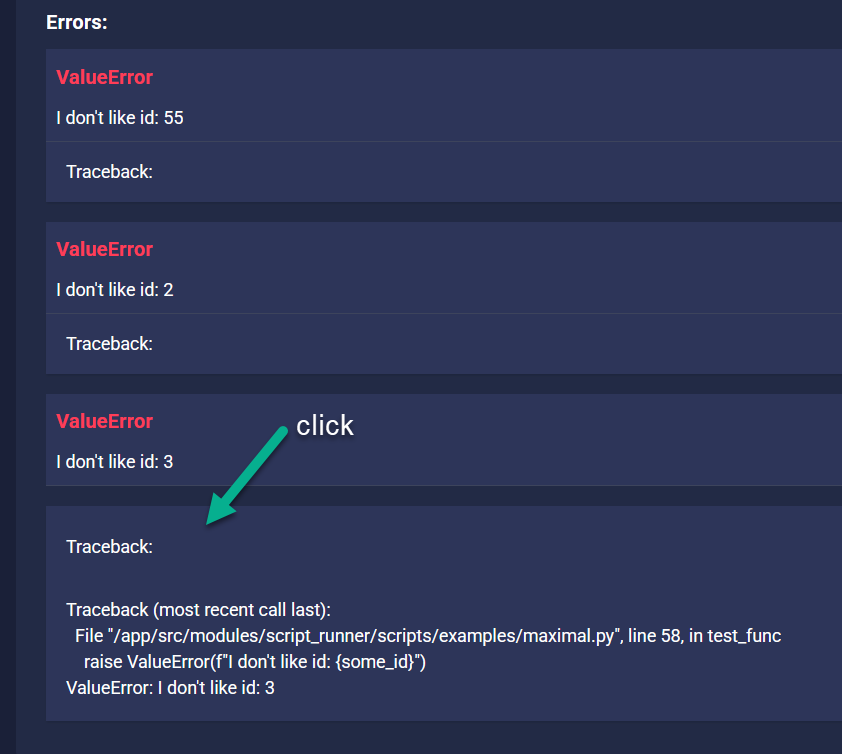 Errors:
ValueError
I don't like id: 55
Traceback:
ValueError
I don't like id: 2
Traceback:
ValueError
click
I don't like id: 3
Traceback:
Traceback (most recent call last):
File "/app/src/modules/script_runner/scripts/examples/maximal.py", line 58, in test_func
raise ValueError(f"I don't like id: {some_id}")
ValueError: I don't like id: 3